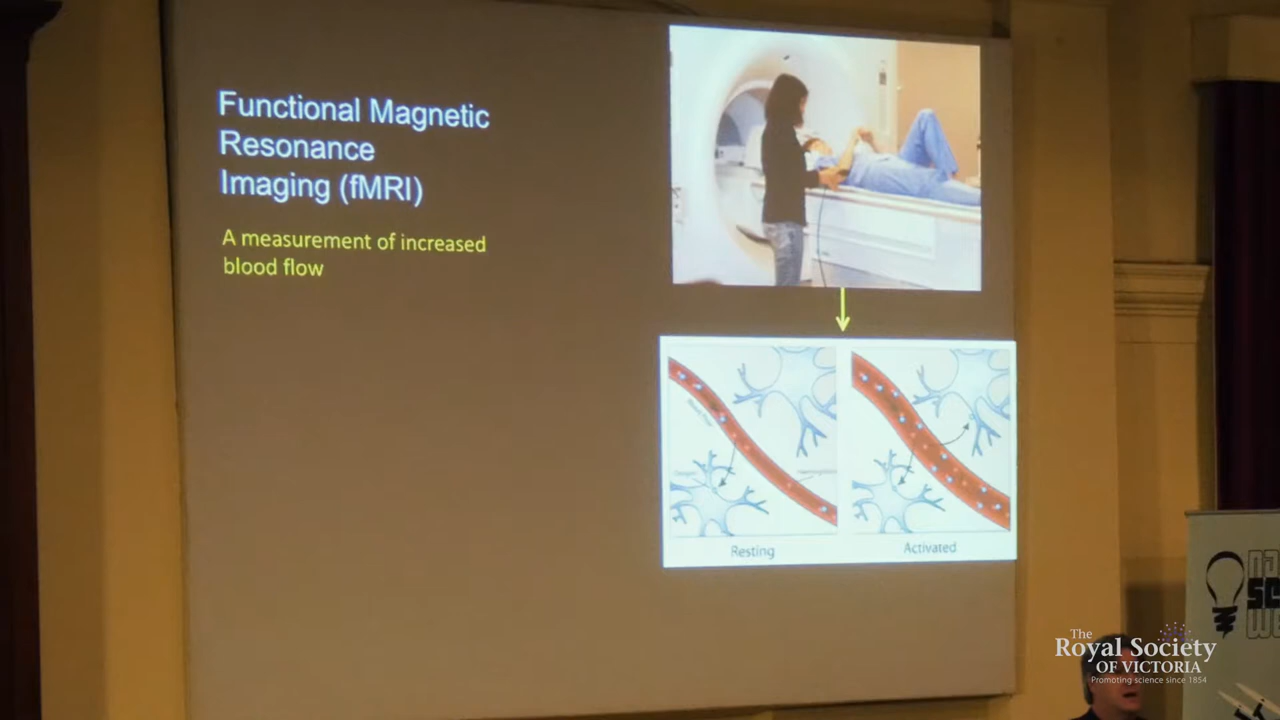 Functional Magnetic
Resonance
Imaging (fMRI)
A measurement of increased
blood flow
Resting
Activated
The
Royal Society
OF VICTORIA
Promoting science since 1854